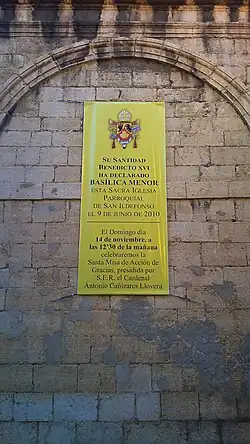 Su Santidad
Benedicto XVI
ha declarado
Basílica Menor
esta Sacra Iglesia
Parroquial
de San Ildefonso
el 9 de junio de 2010
El Domingo día
14 de noviembre, a
las 12'30 de la mañana
celebraremos la
Santa Misa de Acción de
Gracias, presidida por
S.E.R. el Cardenal
Antonio Cañizares Llovera